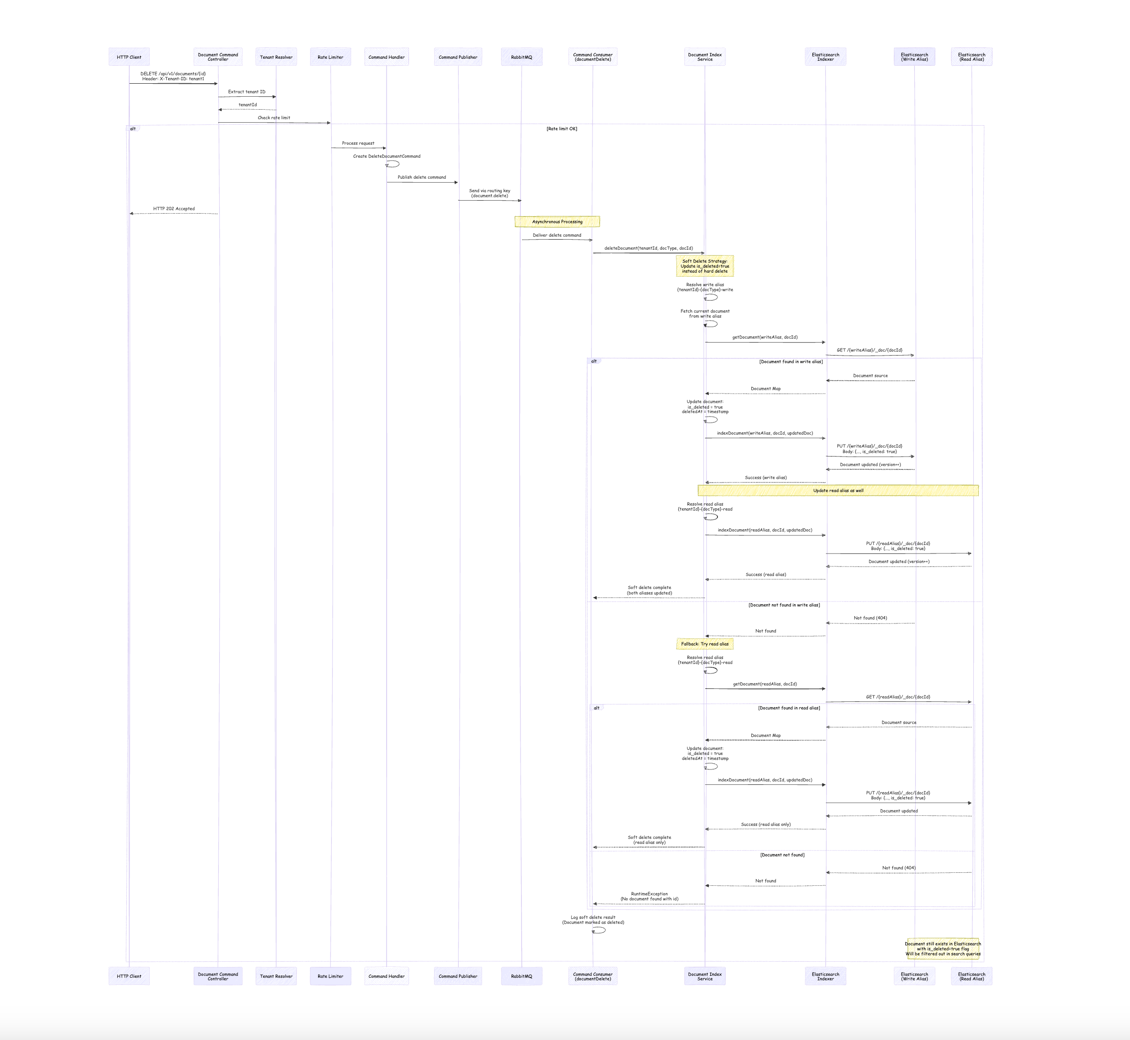 HTTP Client
Document Command
Controller
Tenant Resolver
Rate Limiter
Command Handler
Command Publisher
RabbitMQ
Command Consumer
(documentDelete)
Document Index
Service
Elasticsearch
Indexer
Elasticsearch
(Write Alias)
Elasticsearch
(Read Alias)
DELETE /api/v1/documents/{id}
Header: X-Tenant-ID: tenant1
Extract tenant ID
tenantId
Check rate limit
alt
[Rate limit OK]
Process request
Create DeleteDocumentCommand
Publish delete command
Send via routing key
(document.delete)
HTTP 202 Accepted
Asynchronous Processing
Deliver delete command
deleteDocument(tenantId, docType, docId)
Soft Delete Strategy:
Update is_deleted=true
instead of hard delete
Resolve write alias
{tenantId}-{docType}-write
Fetch current document
from write alias
getDocument(writeAlias, docId)
GET /{writeAlias}/_doc/{docId}
alt
[Document found in write alias]
Document source
Document Map
Update document:
is_deleted = true
deletedAt = timestamp
indexDocument(writeAlias, docId, updatedDoc)
PUT /{writeAlias}/_doc/{docId}
Body: {..., is_deleted: true}
Document updated (version++)
Success (write alias)
Update read alias as well
Resolve read alias
{tenantId}-{docType}-read
indexDocument(readAlias, docId, updatedDoc)
PUT /{readAlias}/_doc/{docId}
Body: {..., is_deleted: true}
Document updated (version++)
Success (read alias)
Soft delete complete
(both aliases updated)
[Document not found in write alias]
Not found (404)
Not found
Fallback: Try read alias
Resolve read alias
{tenantId}-{docType}-read
getDocument(readAlias, docId)
GET /{readAlias}/_doc/{docId}
alt
[Document found in read alias]
Document source
Document Map
Update document:
is_deleted = true
deletedAt = timestamp
indexDocument(readAlias, docId, updatedDoc)
PUT /{readAlias}/_doc/{docId}
Body: {..., is_deleted: true}
Document updated
Success (read alias only)
Soft delete complete
(read alias only)
[Document not found]
Not found (404)
Not found
RuntimeException
(No document found with id)
Log soft delete result
(Document marked as deleted)
Document still exists in Elasticsearch
with is_deleted=true flag
Will be filtered out in search queries
HTTP Client
Document Command
Controller
Tenant Resolver
Rate Limiter
Command Handler
Command Publisher
RabbitMQ
Command Consumer
(documentDelete)
Document Index
Service
Elasticsearch
Indexer
Elasticsearch
(Write Alias)
Elasticsearch
(Read Alias)